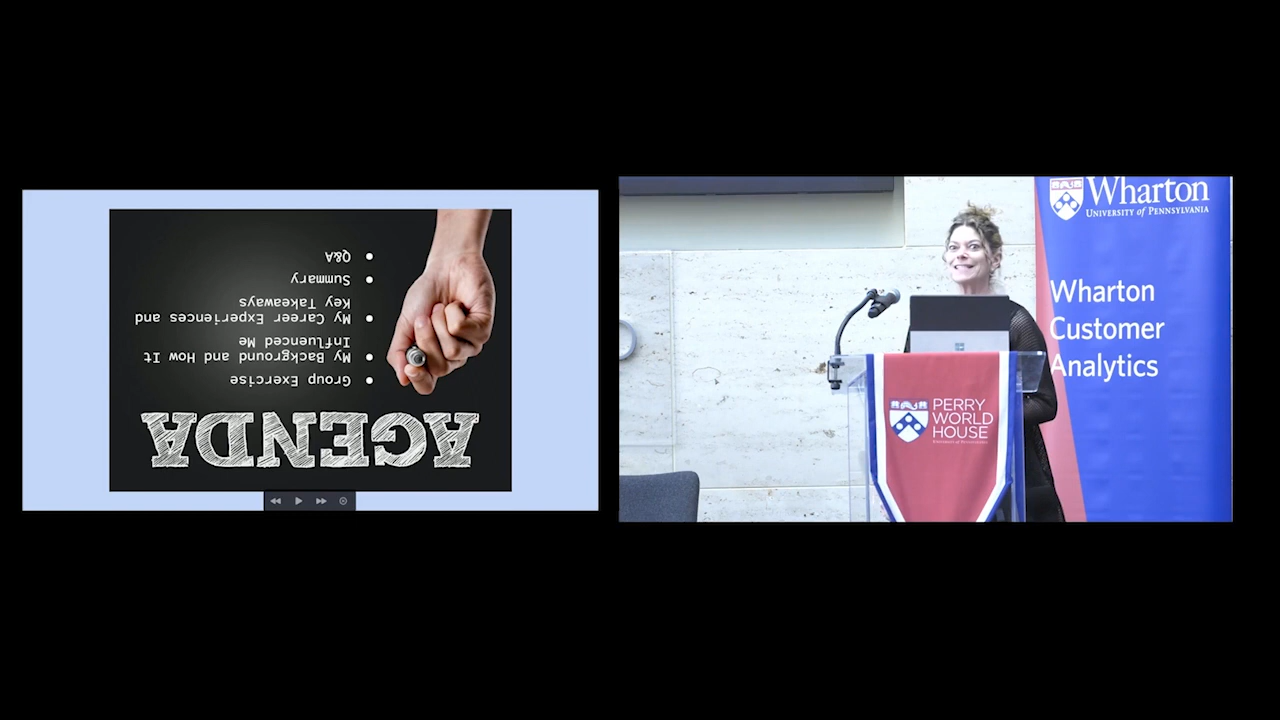 AGENDA
Group Exercise
My Background and How It
Influenced Me
My Career Experiences and
Key Takeaways
Summary
Q&A
Wharton
UNIVERSITY of PENNSYLVANIA
Wharton
Customer
Analytics
PERRY
WORLD
HOUSE